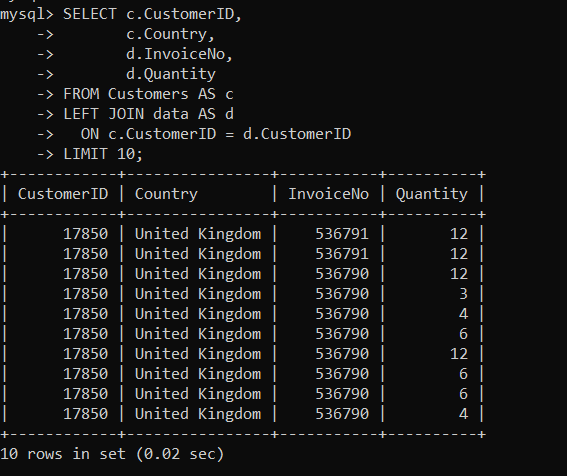 mysql> SELECT c.CustomerID,
    ->        c.Country,
    ->        d.InvoiceNo,
    ->        d.Quantity
    -> FROM Customers AS c
    -> LEFT JOIN data AS d
    ->   ON c.CustomerID = d.CustomerID
    -> LIMIT 10;
+------------+----------------+-----------+----------+
| CustomerID | Country        | InvoiceNo | Quantity |
+------------+----------------+-----------+----------+
|      17850 | United Kingdom |    536791 |       12 |
|      17850 | United Kingdom |    536791 |       12 |
|      17850 | United Kingdom |    536790 |       12 |
|      17850 | United Kingdom |    536790 |        3 |
|      17850 | United Kingdom |    536790 |        4 |
|      17850 | United Kingdom |    536790 |        6 |
|      17850 | United Kingdom |    536790 |       12 |
|      17850 | United Kingdom |    536790 |        6 |
|      17850 | United Kingdom |    536790 |        6 |
|      17850 | United Kingdom |    536790 |        4 |
+------------+----------------+-----------+----------+
10 rows in set (0.02 sec)